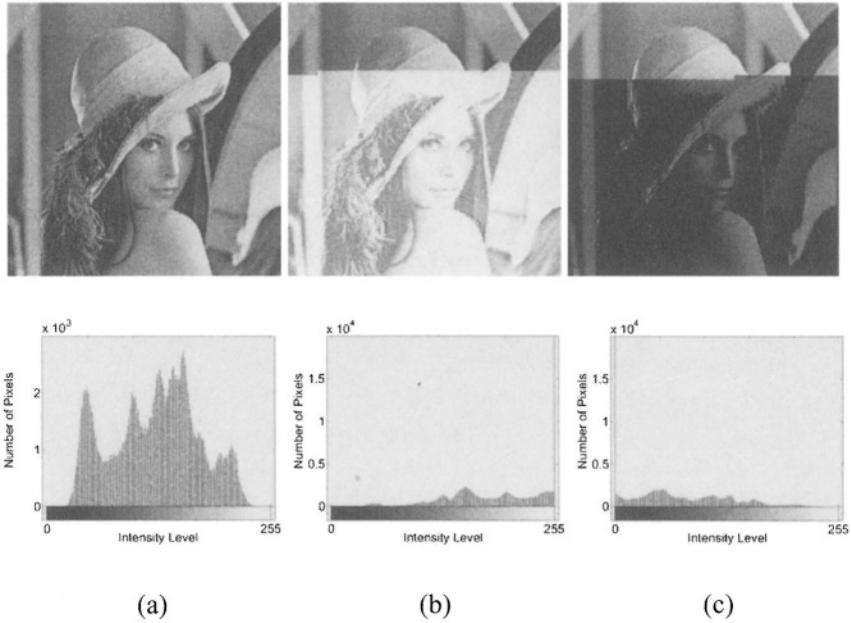 x 10³
Number of Pixels
2
1
0
0
255
Intensity Level
x 10⁴
Number of Pixels
1.5
1
0.5
0
0
255
Intensity Level
x 10⁴
Number of Pixels
1.5
1
0.5
0
0
255
Intensity Level
(a)
(b)
(c)